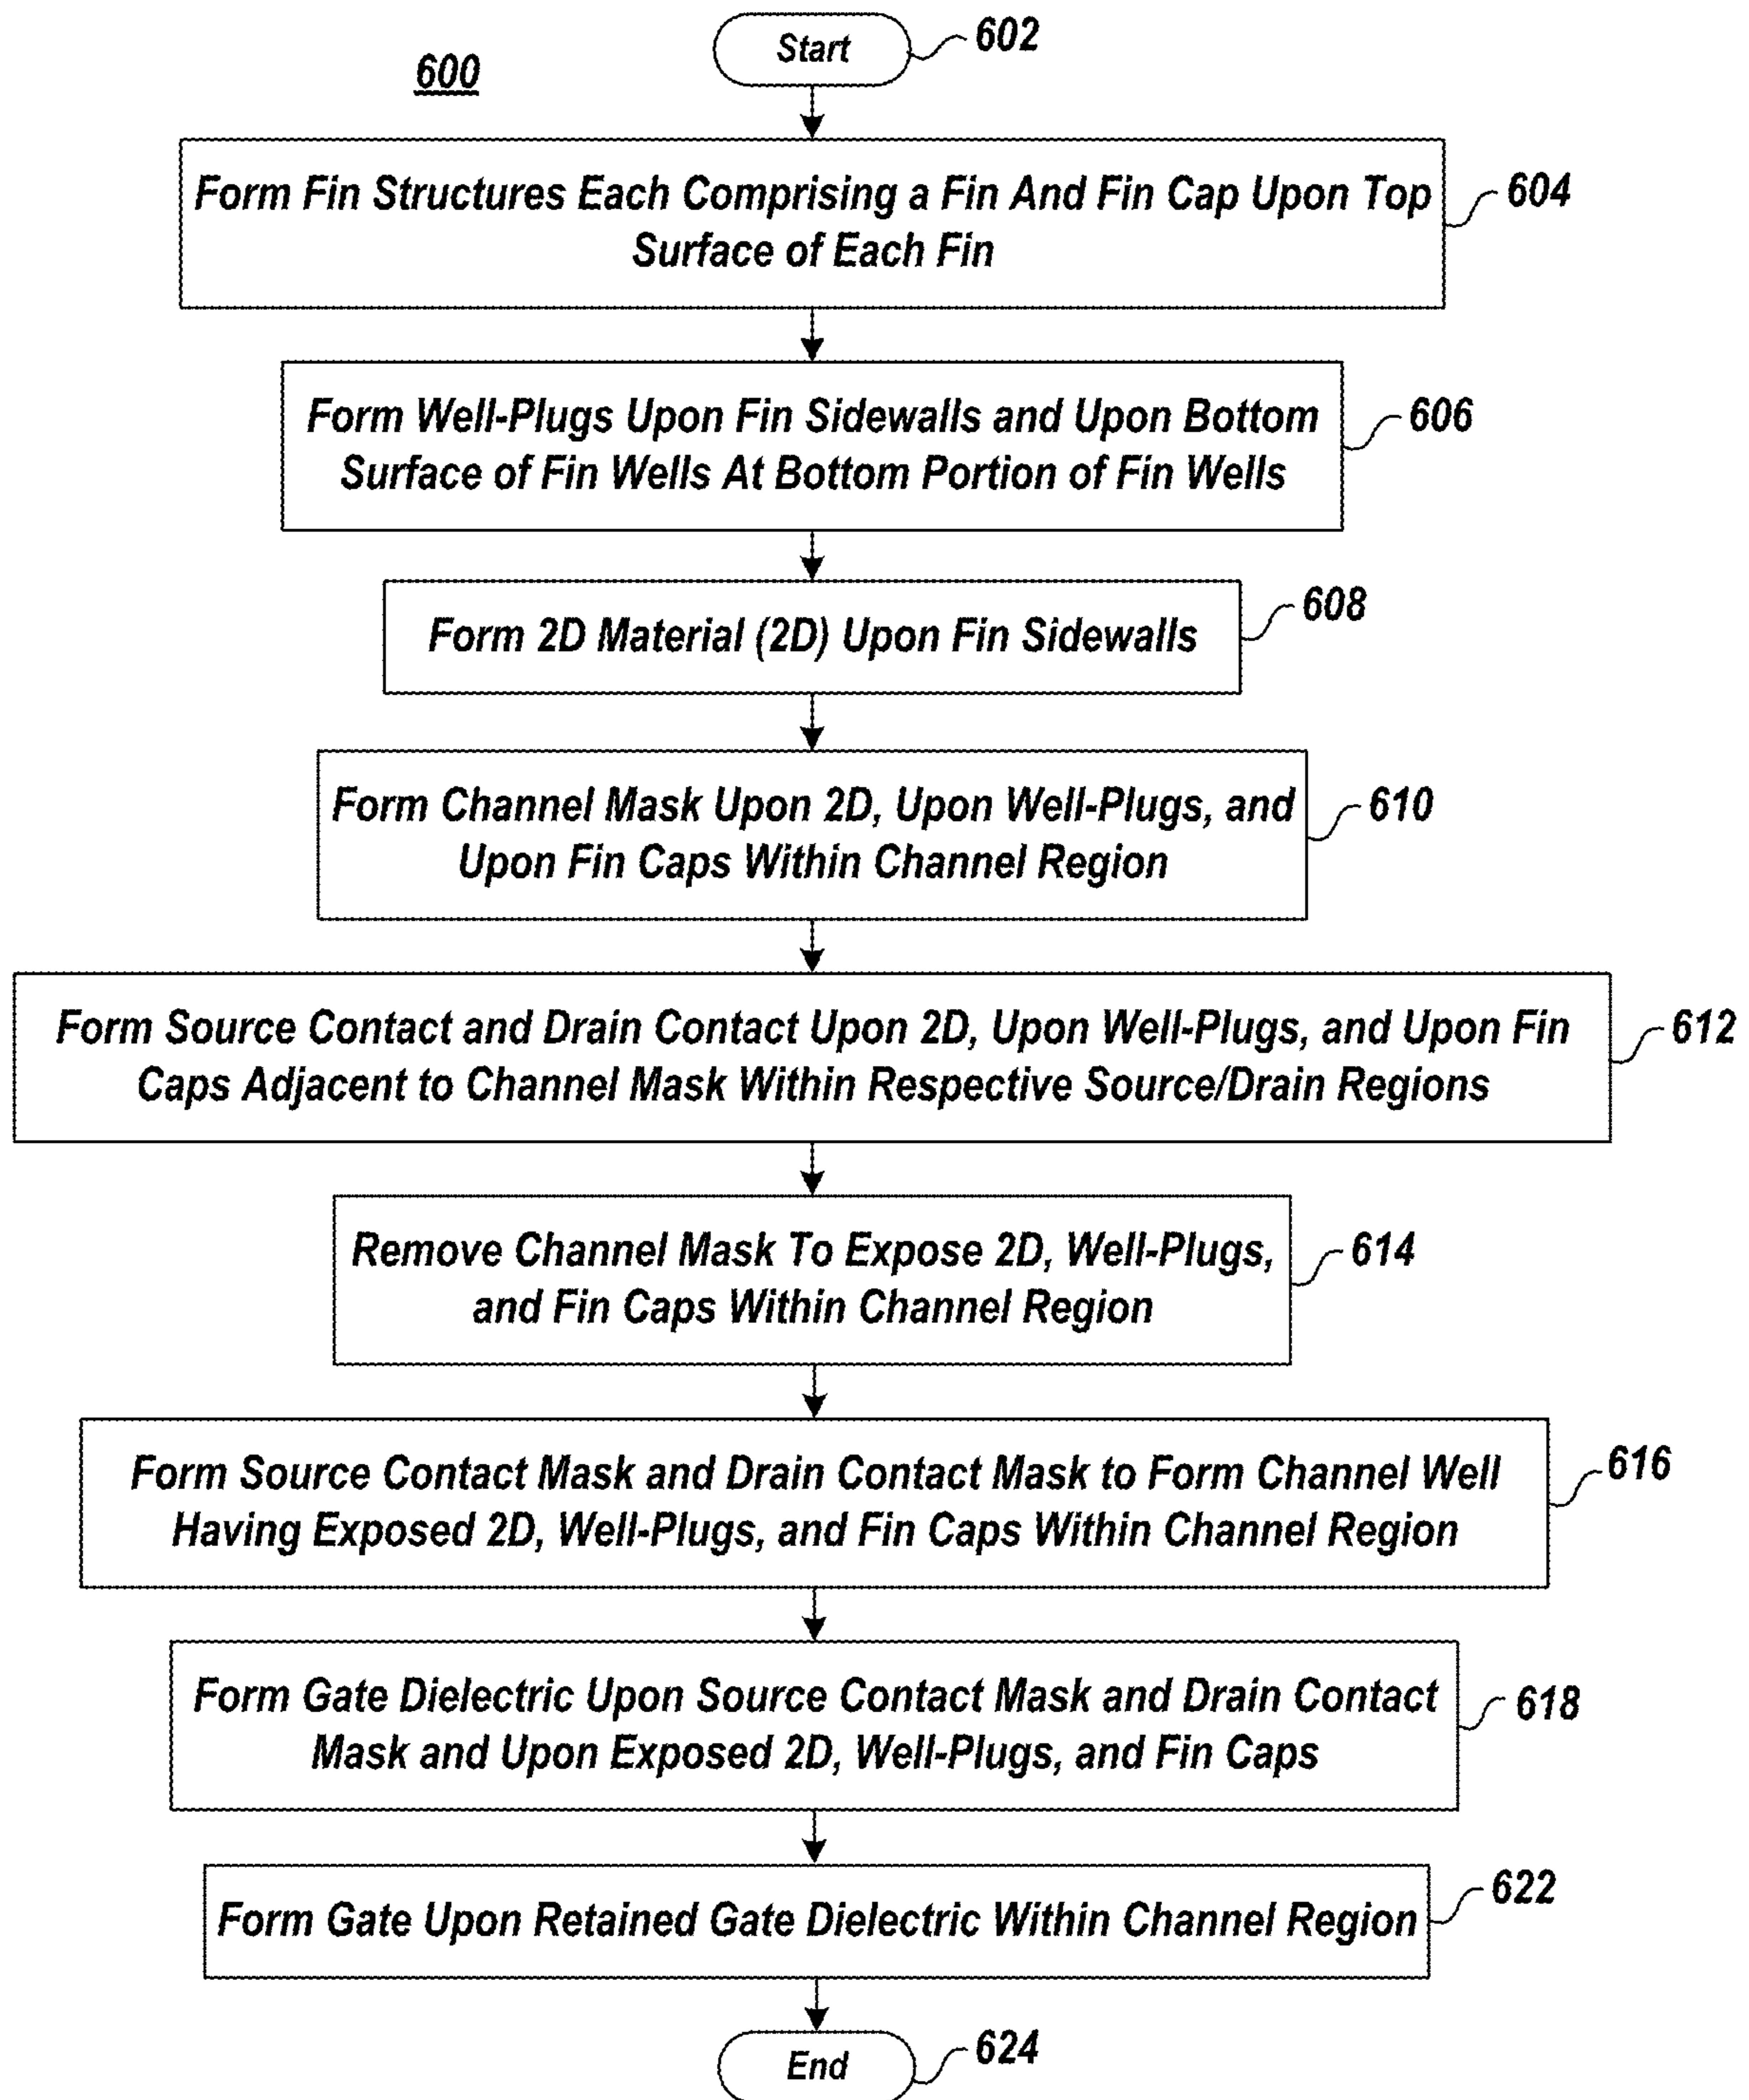 Start
602
600
Form Fin Structures Each Comprising a Fin And Fin Cap Upon Top
Surface of Each Fin
604
Form Well-Plugs Upon Fin Sidewalls and Upon Bottom
Surface of Fin Wells At Bottom Portion of Fin Wells
606
Form 2D Material (2D) Upon Fin Sidewalls
608
Form Channel Mask Upon 2D, Upon Well-Plugs, and
Upon Fin Caps Within Channel Region
610
Form Source Contact and Drain Contact Upon 2D, Upon Well-Plugs, and Upon Fin
Caps Adjacent to Channel Mask Within Respective Source/Drain Regions
612
Remove Channel Mask To Expose 2D, Well-Plugs,
and Fin Caps Within Channel Region
614
Form Source Contact Mask and Drain Contact Mask to Form Channel Well
Having Exposed 2D, Well-Plugs, and Fin Caps Within Channel Region
616
Form Gate Dielectric Upon Source Contact Mask and Drain Contact
Mask and Upon Exposed 2D, Well-Plugs, and Fin Caps
618
Form Gate Upon Retained Gate Dielectric Within Channel Region
622
End
624